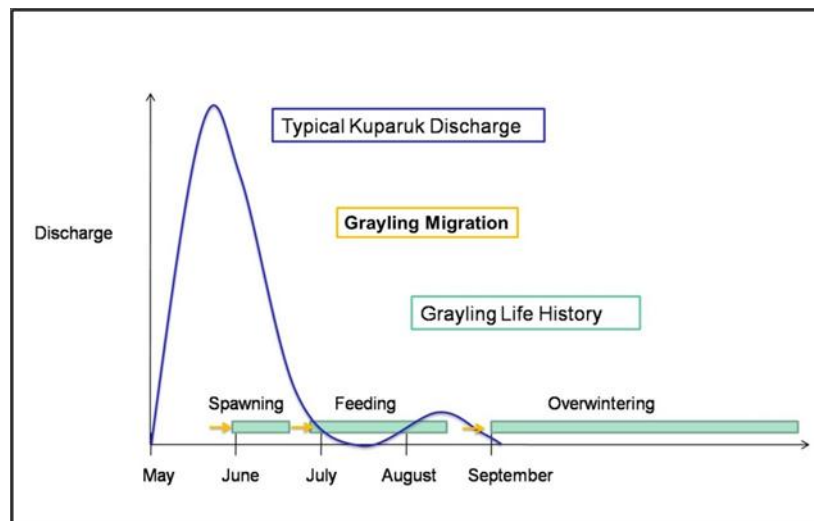 Typical Kuparuk Discharge
Grayling Migration
Discharge
Grayling Life History
Spawning Feeding Overwintering
May June July August September